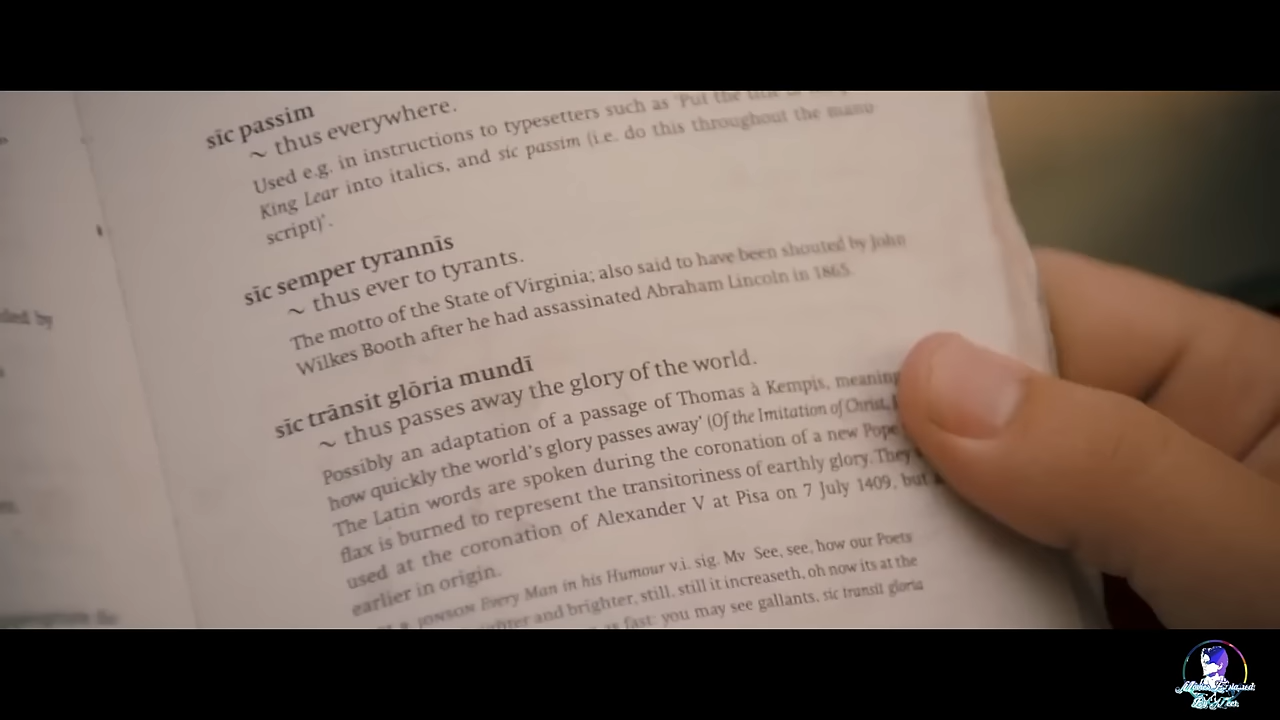 sīc passim
~ thus everywhere.
Used e.g. in instructions to typesetters such as 'Put the title
King Lear into italics, and sic passim (i.e. do this throughout the manu-
script)'.
sīc semper tyrannīs
~ thus ever to tyrants.
The motto of the State of Virginia; also said to have been shouted by John
Wilkes Booth after he had assassinated Abraham Lincoln in 1865.
sīc trānsit glōria mundī
~ thus passes away the glory of the world.
Possibly an adaptation of a passage of Thomas à Kempis, meaning
how quickly the world's glory passes away' (Of the Imitation of Christ,
The Latin words are spoken during the coronation of a new Pope
flax is burned to represent the transitoriness of earthly glory. They
used at the coronation of Alexander V at Pisa on 7 July 1409, but
earlier in origin.
JONSON Every Man in his Humour v.i. sig. Mv See, see, how our Poets
and brighter, still, still it increaseth, oh now its at the
as fast: you may see gallants, sic transit gloria
ded by